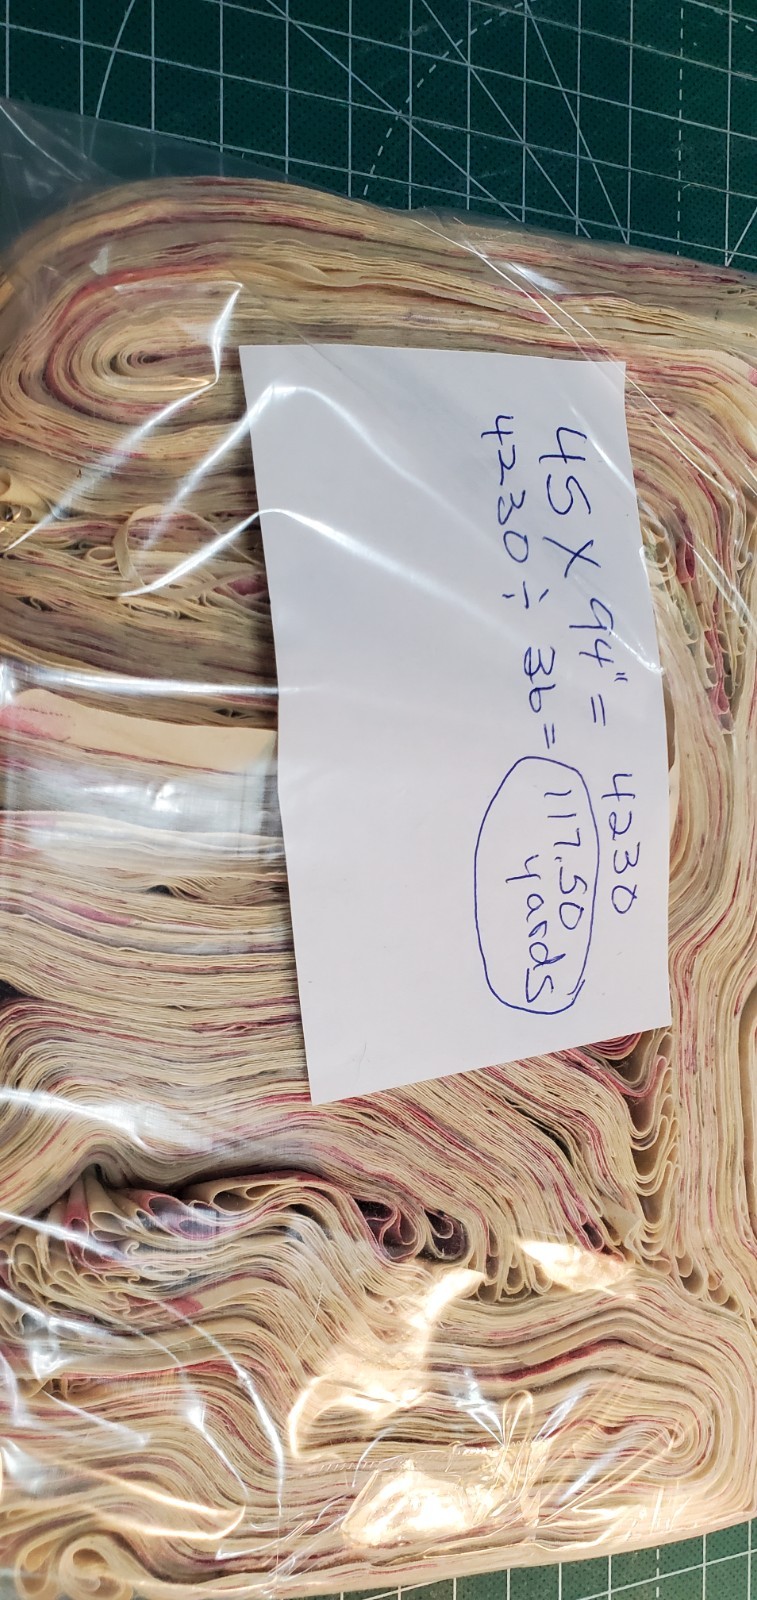 45 X 94" = 4230
4230 ÷ 36 = 117.50
yards